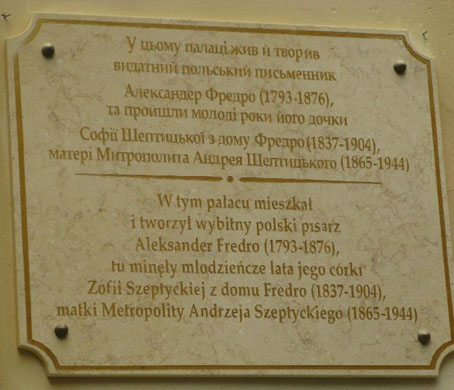 У цьому палаці жив й творив
видатний польський письменник
Александер Фредро (1793-1876),
та пройшли молоді роки його дочки
Софії Шептицької з дому Фредро (1837-1904),
матері Митрополита Андрея Шептицького (1865-1944)
W tym pałacu mieszkał
i tworzył wybitny polski pisarz
Aleksander Fredro (1793-1876),
tu minęły młodzieńcze lata jego córki
Zofii Szeptyckiej z domu Fredro (1837-1904),
matki Metropolity Andrzeja Szeptyckiego (1865-1944)